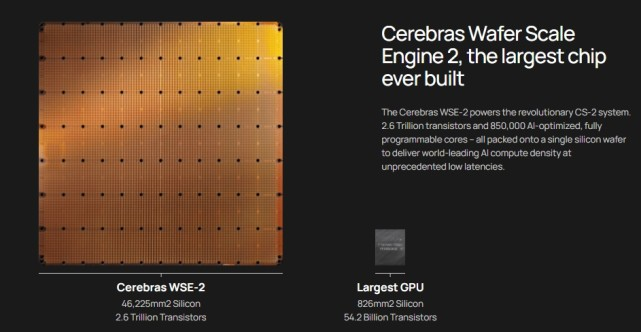 Cerebras Wafer Scale
Engine 2, the largest chip
ever built
The Cerebras WSE-2 powers the revolutionary CS-2 system.
2.6 Trillion transistors and 850,000 AI-optimized, fully
programmable cores – all packed onto a single silicon wafer
to deliver world-leading AI compute density at
unprecedented low latencies.
Cerebras WSE-2
46,225mm2 Silicon
2.6 Trillion Transistors
Largest GPU
826mm2 Silicon
54.2 Billion Transistors